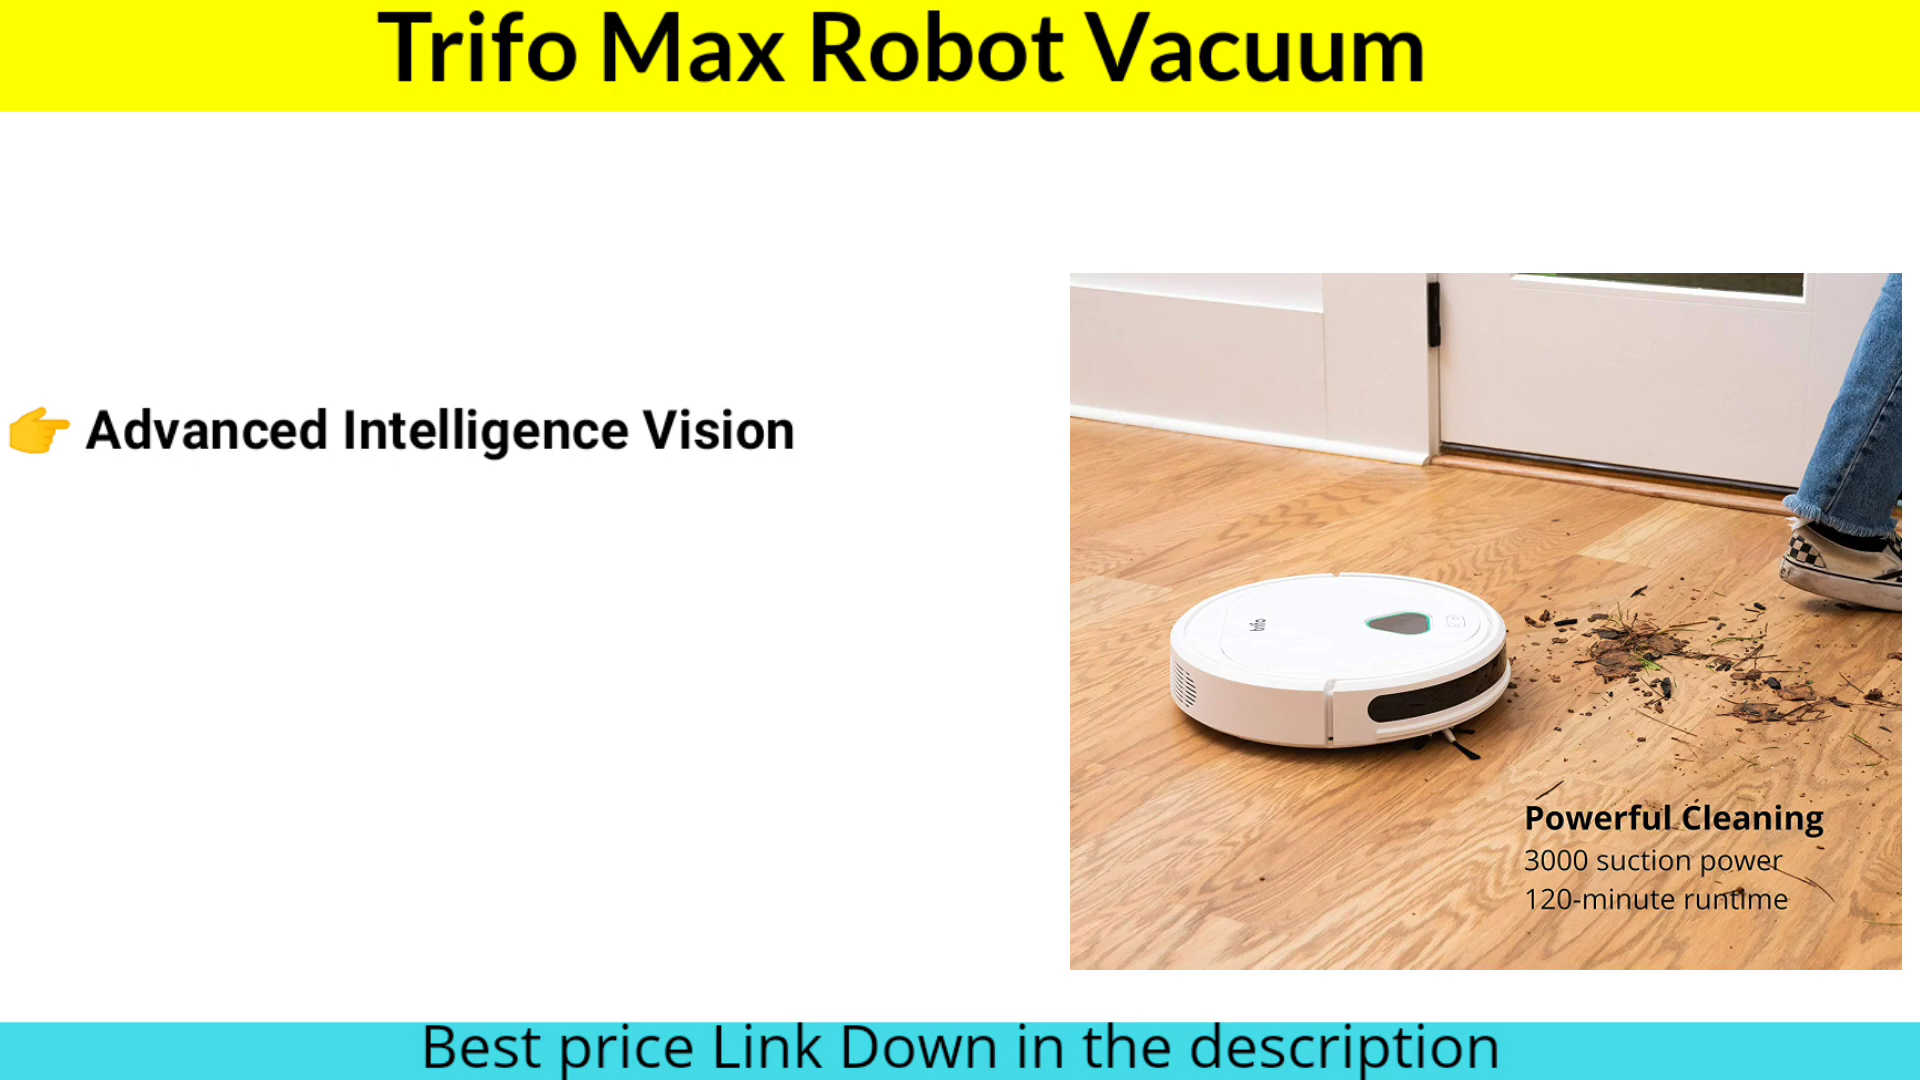 Trifo Max Robot Vacuum
👉 Advanced Intelligence Vision
trifo
Powerful Cleaning
3000 suction power
120-minute runtime
Best price Link Down in the description